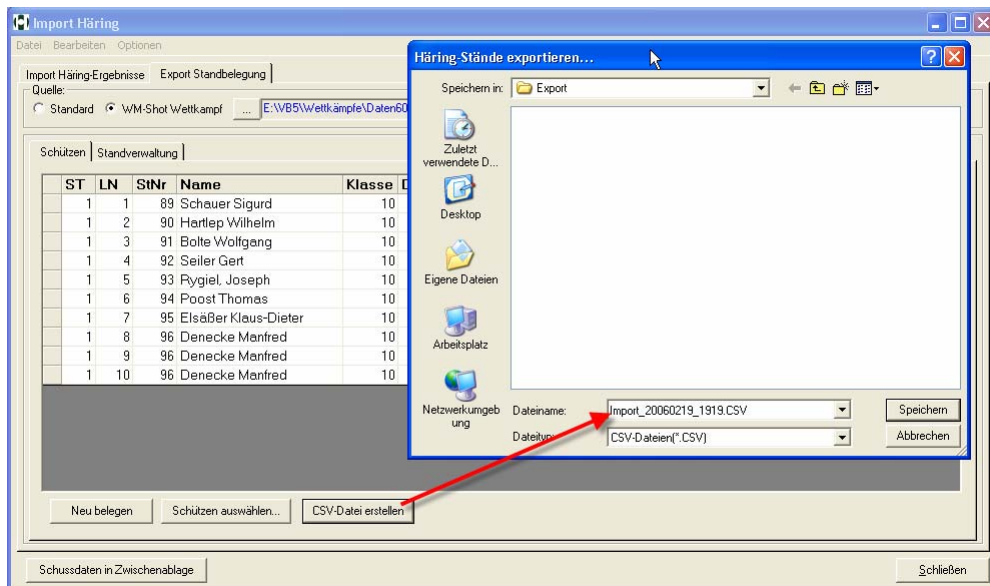 Import Häring
Datei Bearbeiten Optionen
Import Häring-Ergebnisse Export Standbelegung
Quelle:
Standard WM-Shot Wettkampf ... E:\VB5\Wettkämpfe\Daten60
Schützen Standverwaltung
ST LN StNr Name Klasse
1 1 89 Schauer Sigurd 10
1 2 90 Hartlep Wilhelm 10
1 3 91 Bolte Wolfgang 10
1 4 92 Seiler Gert 10
1 5 93 Rygiel, Joseph 10
1 6 94 Poost Thomas 10
1 7 95 Elsäßer Klaus-Dieter 10
1 8 96 Denecke Manfred 10
1 9 96 Denecke Manfred 10
1 10 96 Denecke Manfred 10
Neu belegen Schützen auswählen... CSV-Datei erstellen
Schussdaten in Zwischenablage Schließen
Häring-Stände exportieren...
Speichern in: Export
Zuletzt
verwendete D...
Desktop
Eigene Dateien
Arbeitsplatz
Netzwerkumgeb
ung
Dateiname: Import_20060219_1919.CSV Speichern
Dateityp: CSV-Dateien(*.CSV) Abbrechen